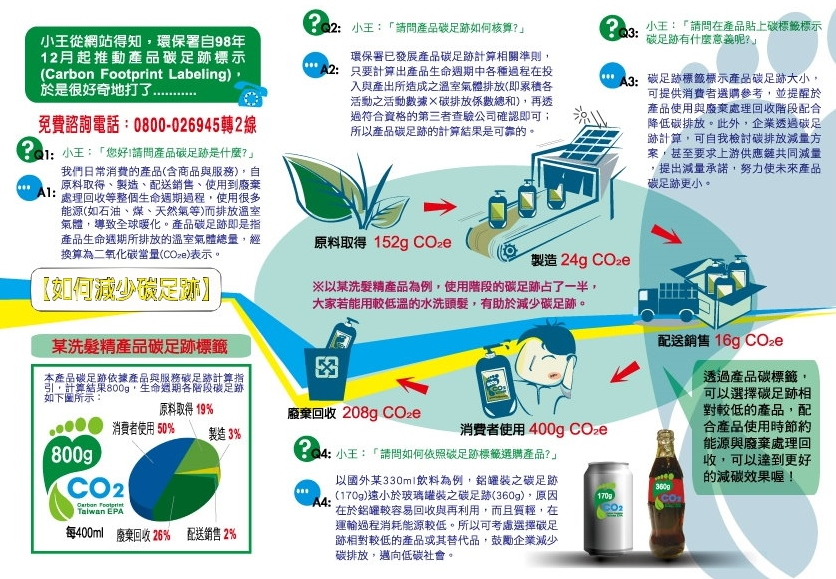 小王從網站得知，環保署自98年
12月起推動產品碳足跡標示
(Carbon Footprint Labeling)，
於是很好奇地打了...........
免費諮詢電話：0800-026945轉2線
Q1: 小王：「您好!請問產品碳足跡是什麼?」
A1: 我們日常消費的產品(含商品與服務)，自
原料取得、製造、配送銷售、使用到廢棄
處理回收等整個生命週期過程，使用很多
能源(如石油、煤、天然氣等)而排放溫室
氣體，導致全球暖化。產品碳足跡即是指
產品生命週期所排放的溫室氣體總量，經
換算為二氧化碳當量(CO₂e)表示。
【如何減少碳足跡】
某洗髮精產品碳足跡標籤
本產品碳足跡依據產品與服務碳足跡計算指
引，計算結果800g，生命週期各階段碳足跡
如下圖所示：
原料取得 19%
消費者使用 50%
製造 3%
800g
CO2
Carbon Footprint
Taiwan EPA
每400ml
廢棄回收 26%
配送銷售 2%
Q2: 小王：「請問產品碳足跡如何核算?」
A2: 環保署已發展產品碳足跡計算相關準則，
只要計算出產品生命週期中各種過程在投
入與產出所造成之溫室氣體排放(即累積各
活動之活動數據×碳排放係數總和)，再透
過符合資格的第三者查驗公司確認即可；
所以產品碳足跡的計算結果是可靠的。
Q3: 小王：「請問在產品貼上碳標籤標示
碳足跡有什麼意義呢?」
A3: 碳足跡標籤標示產品碳足跡大小，
可提供消費者選購參考，並提醒於
產品使用與廢棄處理回收階段配合
降低碳排放。此外，企業透過碳足
跡計算，可自我檢討碳排放減量方
案，甚至要求上游供應鏈共同減量
，提出減量承諾，努力使未來產品
碳足跡更小。
原料取得 152g CO₂e
製造 24g CO₂e
※以某洗髮精產品為例，使用階段的碳足跡占了一半，
大家若能用較低溫的水洗頭髮，有助於減少碳足跡。
配送銷售 16g CO₂e
廢棄回收 208g CO₂e
消費者使用 400g CO₂e
Q4: 小王：「請問如何依照碳足跡標籤選購產品?」
A4: 以國外某330ml飲料為例，鋁罐裝之碳足跡
(170g)遠小於玻璃罐裝之碳足跡(360g)，原因
在於鋁罐較容易回收與再利用，而且質輕，在
運輸過程消耗能源較低。所以可考慮選擇碳足
跡相對較低的產品或其替代品，鼓勵企業減少
碳排放，邁向低碳社會。
170g
CO2
360g
CO2
透過產品碳標籤，
可以選擇碳足跡相
對較低的產品，配
合產品使用時節約
能源與廢棄處理回
收，可以達到更好
的減碳效果喔！